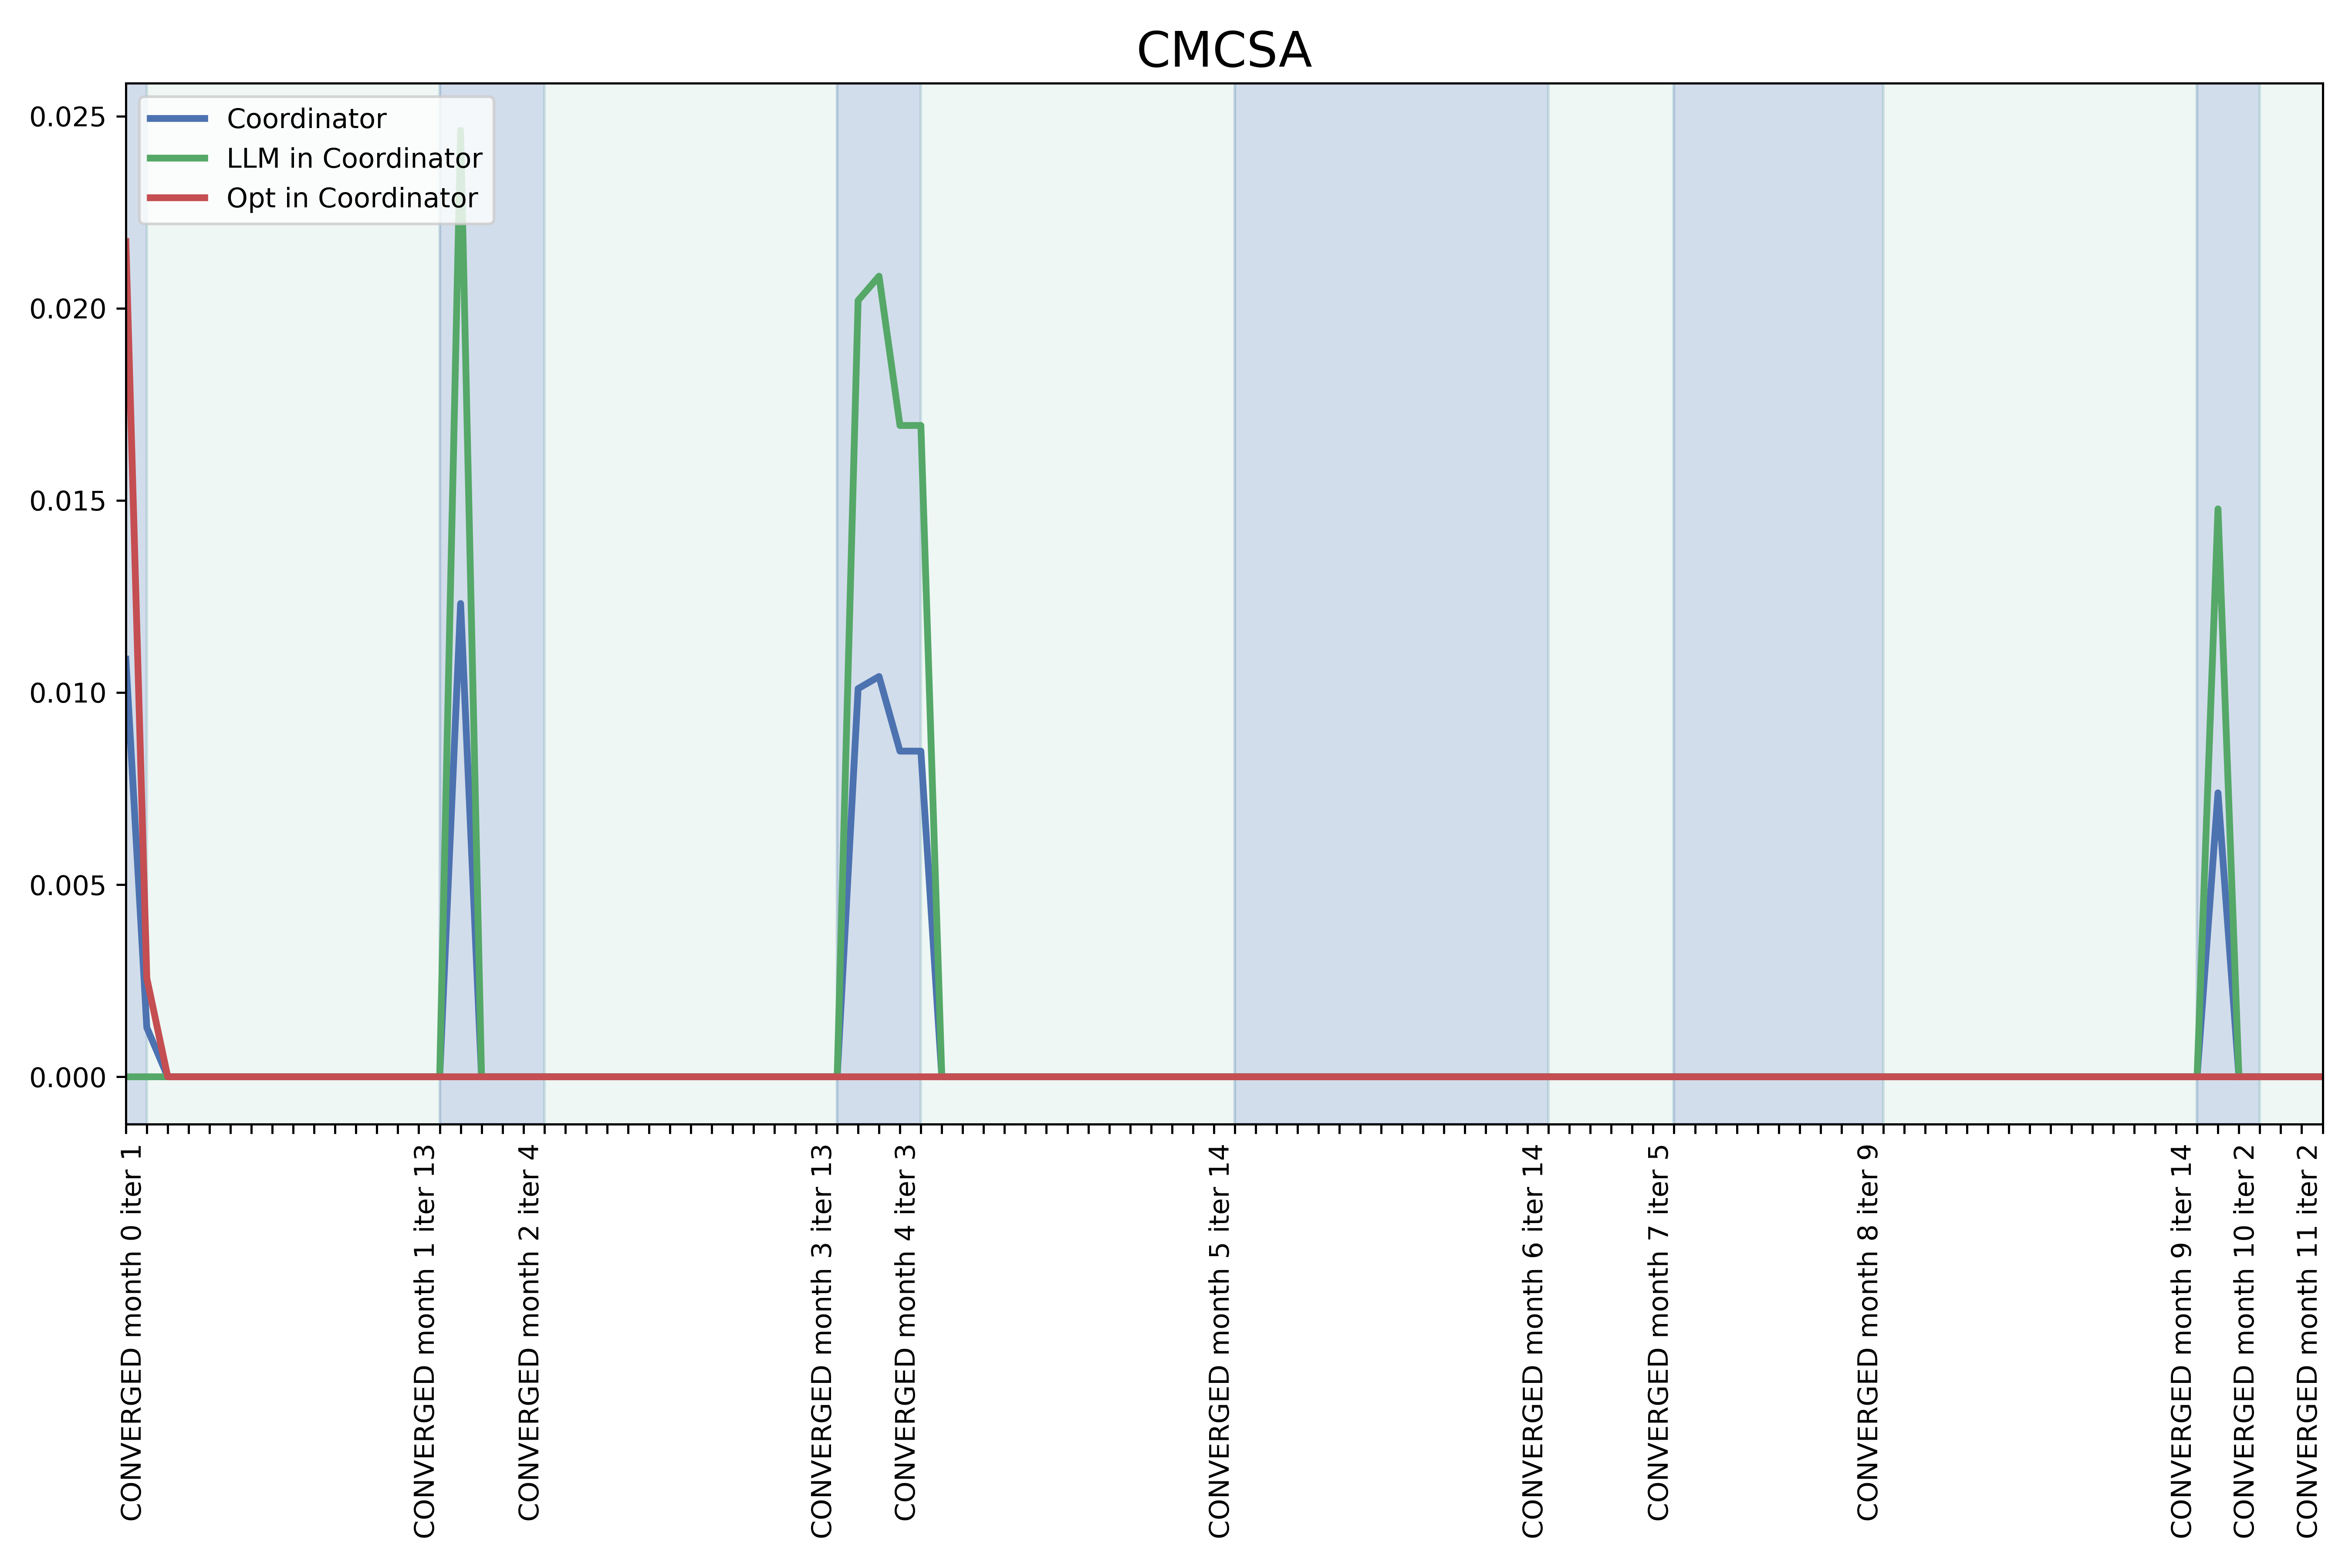 CMCSA
0.025
0.020
0.015
0.010
0.005
0.000
Coordinator
LLM in Coordinator
Opt in Coordinator
CONVERGED month 0 iter 1
CONVERGED month 1 iter 13
CONVERGED month 2 iter 4
CONVERGED month 3 iter 13
CONVERGED month 4 iter 3
CONVERGED month 5 iter 14
CONVERGED month 6 iter 14
CONVERGED month 7 iter 5
CONVERGED month 8 iter 9
CONVERGED month 9 iter 14
CONVERGED month 10 iter 2
CONVERGED month 11 iter 2